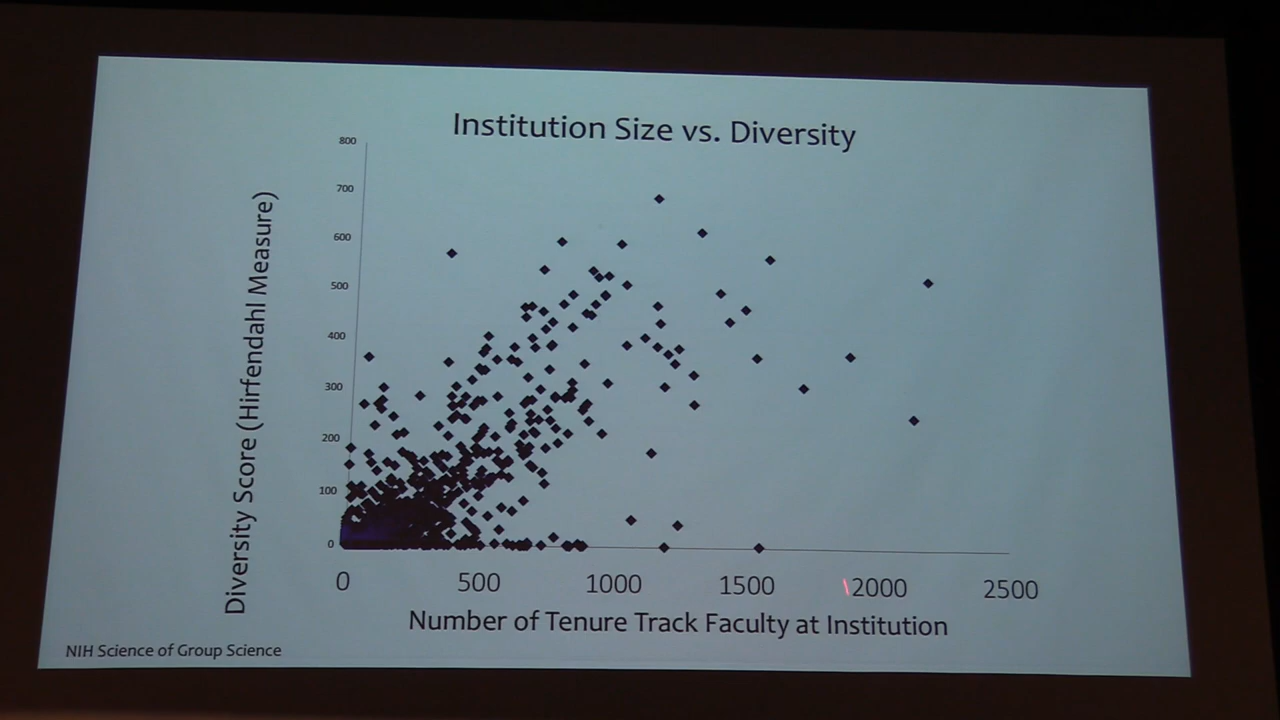 Institution Size vs. Diversity
Diversity Score (Hirfendahl Measure)
800
700
600
500
400
300
200
100
0
0 500 1000 1500 2000 2500
Number of Tenure Track Faculty at Institution
NIH Science of Group Science